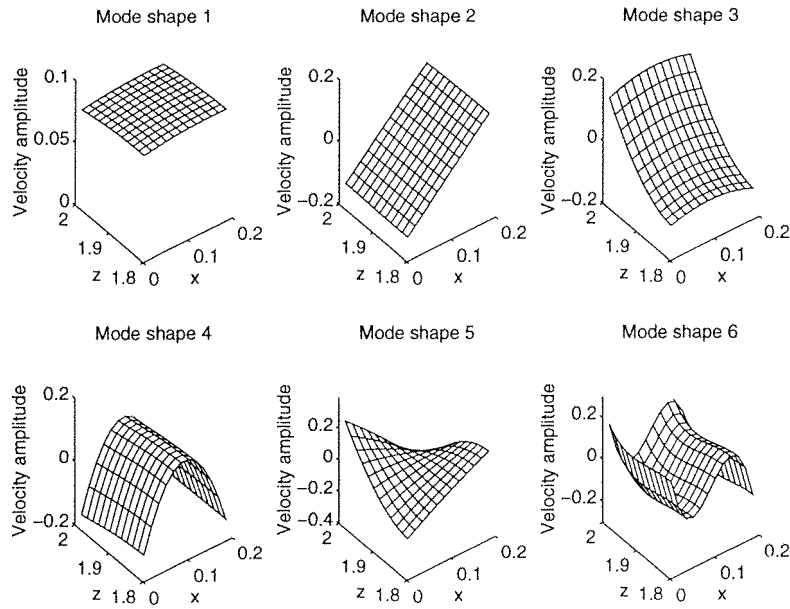 Mode shape 1
Mode shape 2
Mode shape 3
Velocity amplitude
0.1
0.05
0
2
1.9
1.8
z
0
0.1
0.2
x
Velocity amplitude
0.2
0
−0.2
2
1.9
1.8
z
0
0.1
0.2
x
Velocity amplitude
0.2
0
−0.2
2
1.9
1.8
z
0
0.1
0.2
x
Mode shape 4
Mode shape 5
Mode shape 6
Velocity amplitude
0.2
0
−0.2
2
1.9
1.8
z
0
0.1
0.2
x
Velocity amplitude
0.2
0
−0.2
−0.4
2
1.9
1.8
z
0
0.1
0.2
x
Velocity amplitude
0.2
0
−0.2
2
1.9
1.8
z
0
0.1
0.2
x